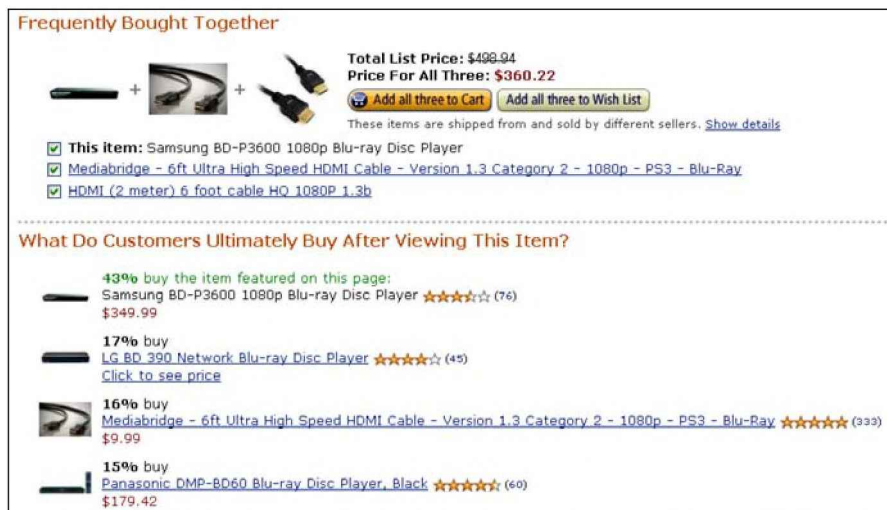 Frequently Bought Together
Total List Price: $498.94
Price For All Three: $360.22
Add all three to Cart Add all three to Wish List
These items are shipped from and sold by different sellers. Show details
This item: Samsung BD-P3600 1080p Blu-ray Disc Player
Mediabridge - 6ft Ultra High Speed HDMI Cable - Version 1.3 Category 2 - 1080p - PS3 - Blu-Ray
HDMI (2 meter) 6 foot cable HQ 1080P 1.3b
What Do Customers Ultimately Buy After Viewing This Item?
43% buy the item featured on this page:
Samsung BD-P3600 1080p Blu-ray Disc Player (76)
$349.99
17% buy
LG BD 390 Network Blu-ray Disc Player (45)
Click to see price
16% buy
Mediabridge - 6ft Ultra High Speed HDMI Cable - Version 1.3 Category 2 - 1080p - PS3 - Blu-Ray (333)
$9.99
15% buy
Panasonic DMP-BD60 Blu-ray Disc Player, Black (60)
$179.42